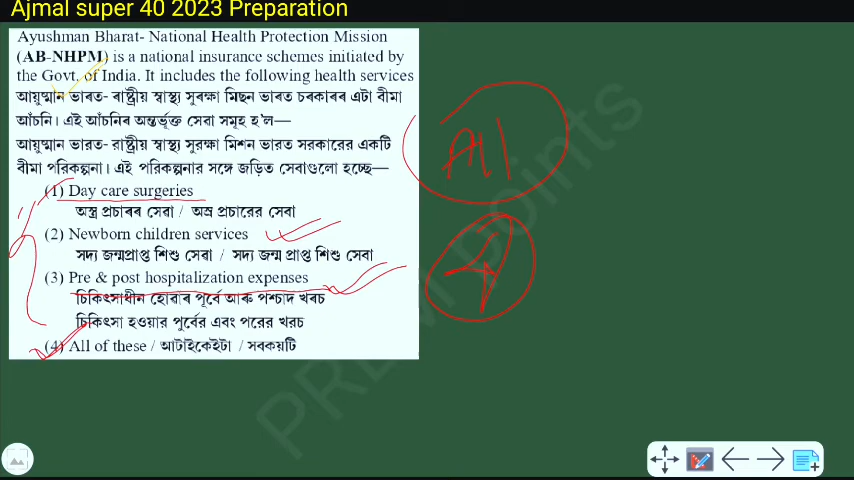 Ajmal super 40 2023 Preparation
Ayushman Bharat- National Health Protection Mission
(AB-NHPM) is a national insurance schemes initiated by
the Govt. of India. It includes the following health services
আয়ুষ্মান ভাৰত- ৰাষ্ট্ৰীয় স্বাস্থ্য সুৰক্ষা মিছন ভাৰত চৰকাৰৰ এটা বীমা
আঁচনি। এই আঁচনিৰ অন্তৰ্ভূক্ত সেৱা সমূহ হ'ল—
আয়ুষ্মান ভারত- রাষ্ট্রীয় স্বাস্থ্য সুরক্ষা মিশন ভারত সরকারের একটি
বীমা পরিকল্পনা। এই পরিকল্পনার সঙ্গে জড়িত সেবাগুলো হচ্ছে—
(1) Day care surgeries
অস্ত্ৰ প্ৰচাৰৰ সেৱা / অস্ত্র প্রচারের সেবা
(2) Newborn children services
সদ্য জন্মপ্ৰাপ্ত শিশু সেৱা / সদ্য জন্ম প্রাপ্ত শিশু সেবা
(3) Pre & post hospitalization expenses
চিকিৎসাধীন হোৱাৰ পূৰ্বে আৰু পশ্চাদ খৰচ
চিকিৎসা হওয়ার পুর্বের এবং পরের খরচ
(4) All of these / আটাইকেইটা / সবকয়টি
All
PREM Points